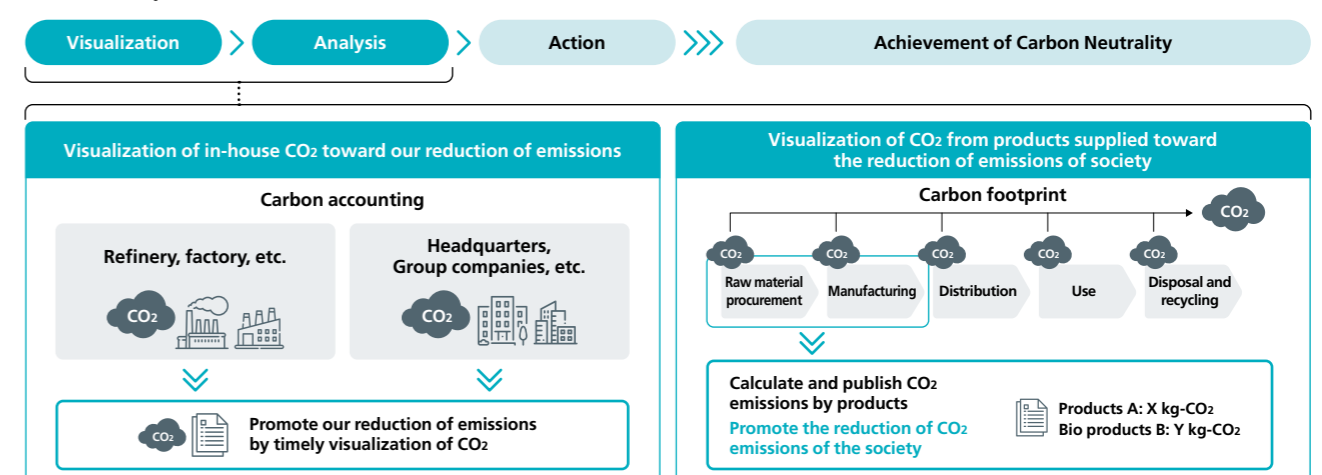 Visualization
Analysis
Action
Achievement of Carbon Neutrality
Visualization of in-house CO2 toward our reduction of emissions
Carbon accounting
Refinery, factory, etc.
CO2
Headquarters,
Group companies, etc.
CO2
CO2
Promote our reduction of emissions
by timely visualization of CO2
Visualization of CO2 from products supplied toward
the reduction of emissions of society
Carbon footprint
CO2
CO2
CO2
CO2
CO2
CO2
Raw material
procurement
Manufacturing
Distribution
Use
Disposal and
recycling
Calculate and publish CO2
emissions by products
Promote the reduction of CO2
emissions of the society
Products A: X kg-CO2
Bio products B: Y kg-CO2